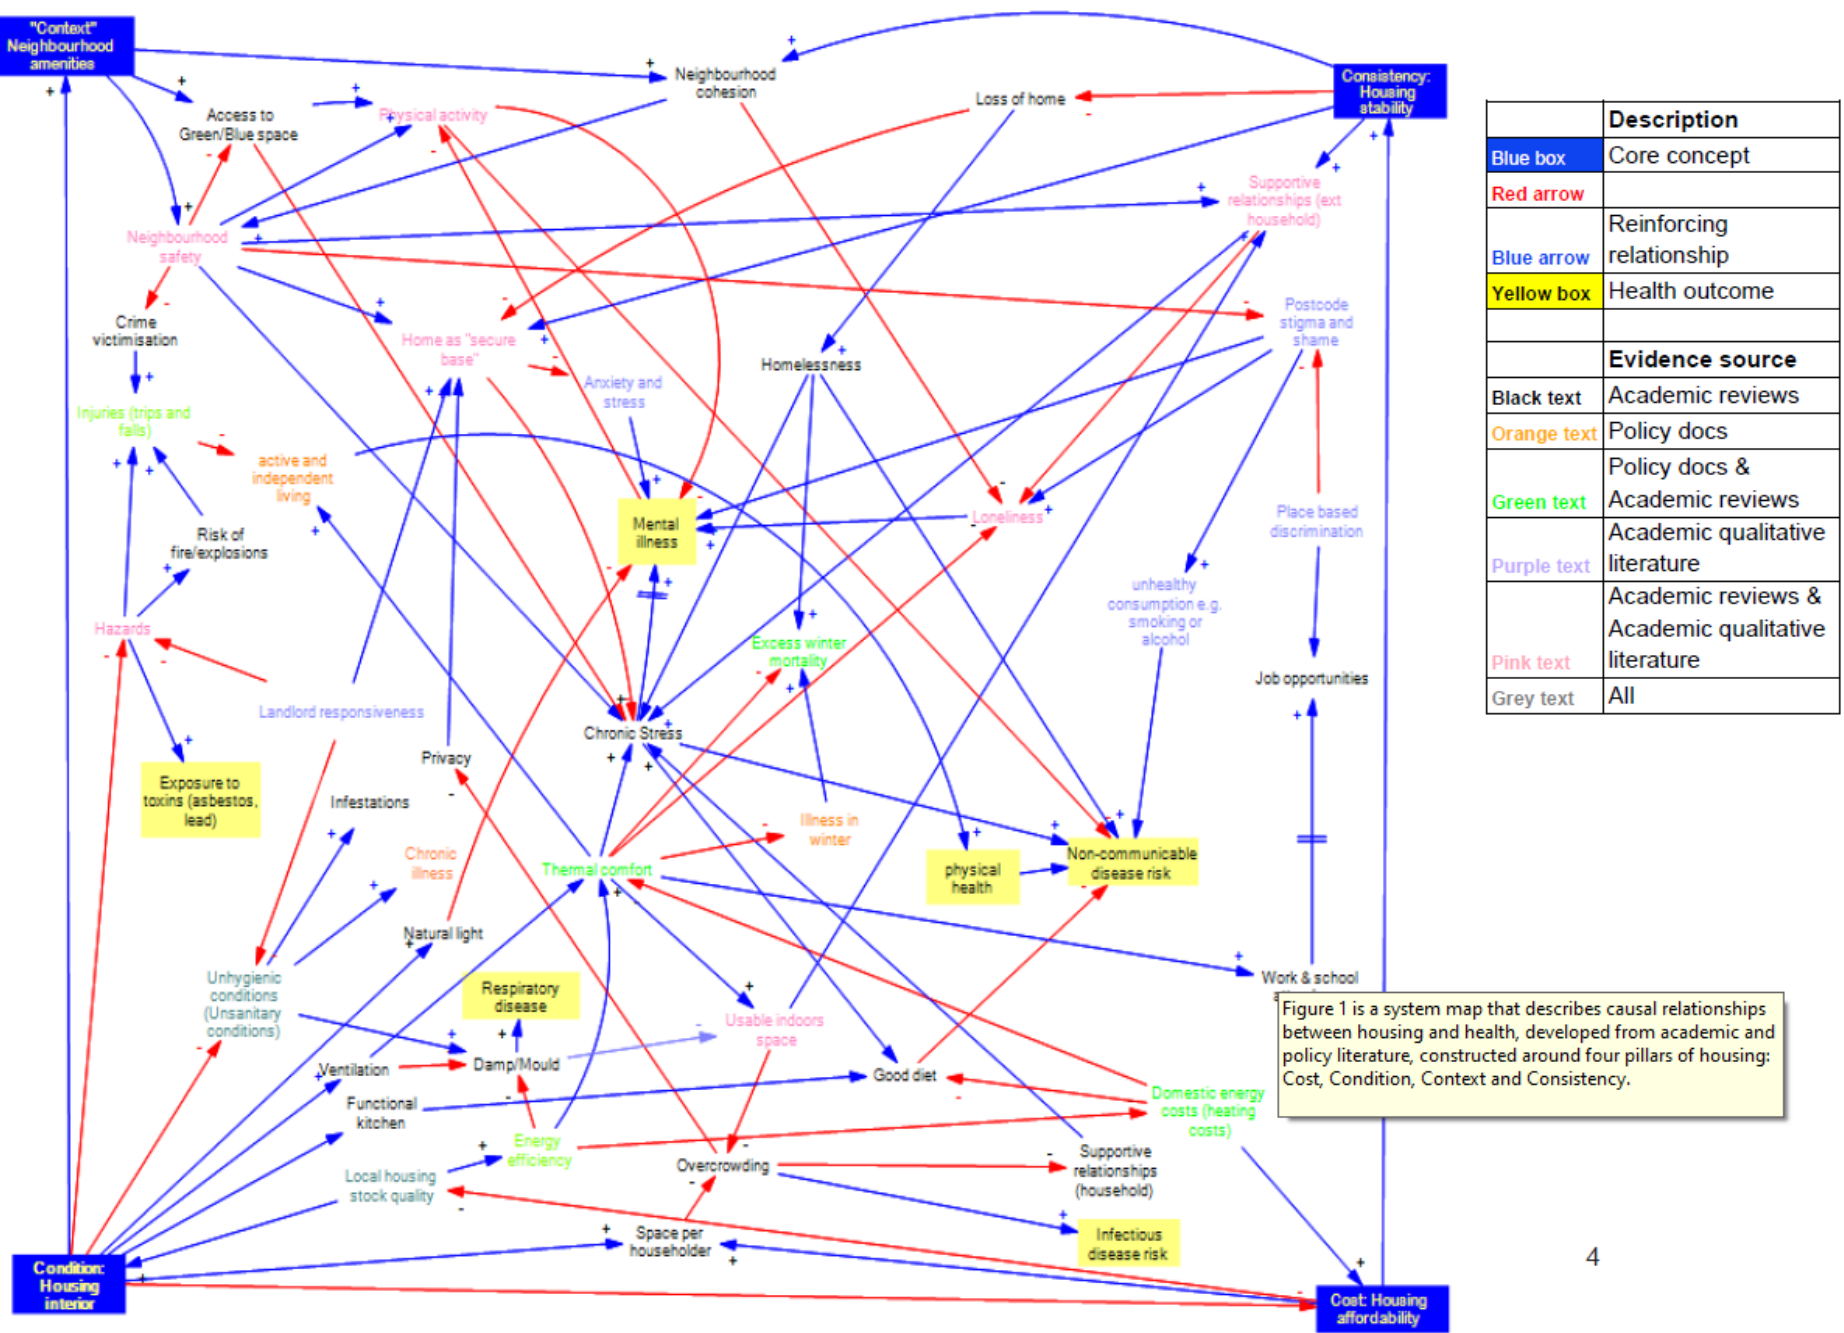 "Context"
Neighbourhood
amenities
Neighbourhood
cohesion
Consistency:
Housing
stability
Loss of home
Access to
Green/Blue space
Physical activity
Supportive
relationships (ext
household)
Neighbourhood
safety
Crime
victimisation
Home as "secure
base"
Postcode
stigma and
shame
Homelessness
Anxiety and
stress
Injuries (trips and
falls)
active and
independent
living
Mental
illness
Loneliness
Place based
discrimination
Risk of
fire/explosions
unhealthy
consumption e.g.
smoking or
alcohol
Hazards
Excess winter
mortality
Job opportunities
Landlord responsiveness
Chronic Stress
Privacy
Exposure to
toxins (asbestos,
lead)
Infestations
Illness in
winter
Chronic
illness
Thermal comfort
physical
health
Non-communicable
disease risk
Natural light
Unhygienic
conditions
(Unsanitary
conditions)
Respiratory
disease
Work & school
Usable indoors
space
Ventilation
Damp/Mould
Good diet
Functional
kitchen
Domestic energy
costs (heating
costs)
Energy
efficiency
Local housing
stock quality
Overcrowding
Supportive
relationships
(household)
Space per
householder
Infectious
disease risk
Condition:
Housing
interior
Cost: Housing
affordability
Figure 1 is a system map that describes causal relationships
between housing and health, developed from academic and
policy literature, constructed around four pillars of housing:
Cost, Condition, Context and Consistency.
Description
Blue box Core concept
Red arrow
Reinforcing
Blue arrow relationship
Yellow box Health outcome
Evidence source
Black text Academic reviews
Orange text Policy docs
Policy docs &
Green text Academic reviews
Academic qualitative
Purple text literature
Academic reviews &
Academic qualitative
Pink text literature
Grey text All
4